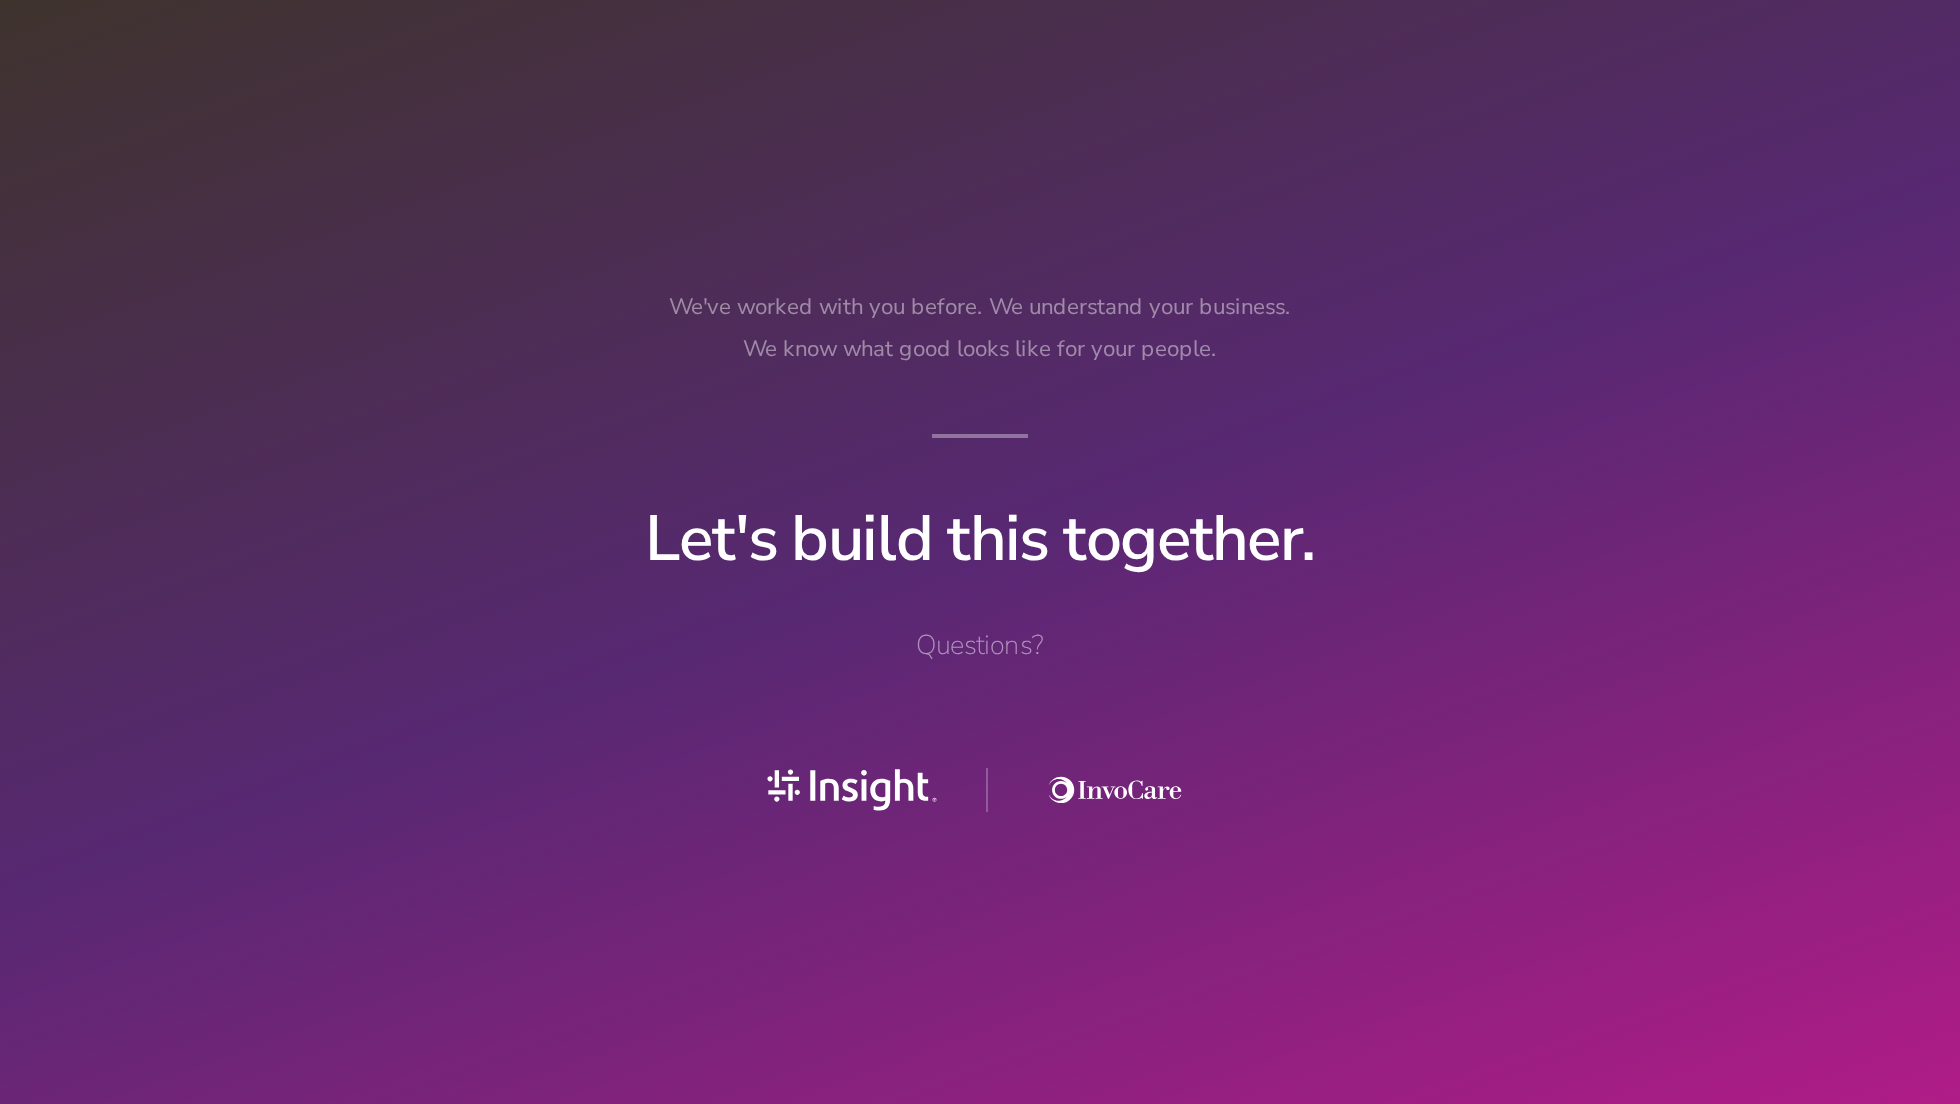 We've worked with you before. We understand your business.
We know what good looks like for your people.
Let's build this together.
Questions?
Insight®
InvoCare